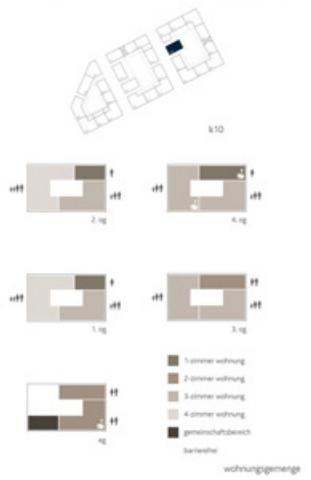 k10
2. og
4. og
1. og
3. og
1-zimmer wohnung
2-zimmer wohnung
3-zimmer wohnung
4-zimmer wohnung
eg
gemeinschaftsbereich
barrierefrei
wohnungsgemenge